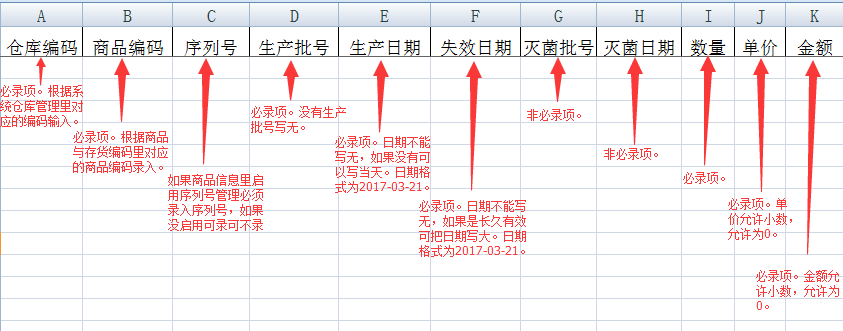 A B C D E F G H I J K
仓库编码 商品编码 序列号 生产批号 生产日期 失效日期 灭菌批号 灭菌日期 数量 单价 金额
必录项。根据系
统仓库管理里对
应的编码输入。
必录项。根据商品
与存货编码里对应
的商品编码录入。
如果商品信息里启
用序列号管理必须
录入序列号，如果
没启用可录可不录
必录项。没有生产
批号写无。
必录项。日期不能
写无，如果没有可
以写当天。日期格
式为2017-03-21。
必录项。日期不能写
无，如果是长久有效
可把日期写大。日期
格式为2017-03-21。
非必录项。
非必录项。
必录项。
必录项。单
价允许小数，
允许为0。
必录项。金额允
许小数，允许为
0。